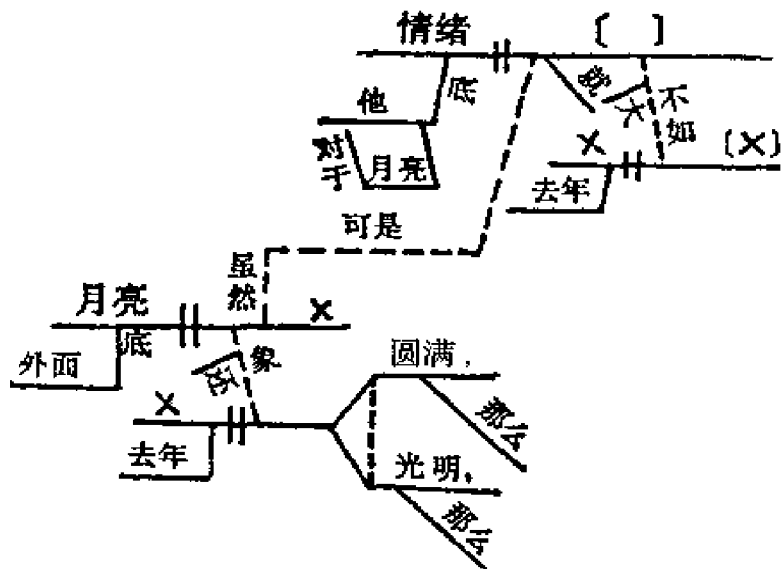 情绪 〔 〕
底
他
就
大
不如
对于
月亮
× 〔×〕
去年
可是
虽然
月亮 ×
底
外面
象
还
圆满,
×
那么
去年
光明,
那么